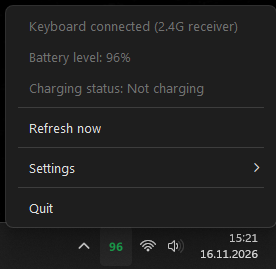 Keyboard connected (2.4G receiver)
Battery level: 96%
Charging status: Not charging
Refresh now
Settings
Quit
96
15:21
16.11.2026